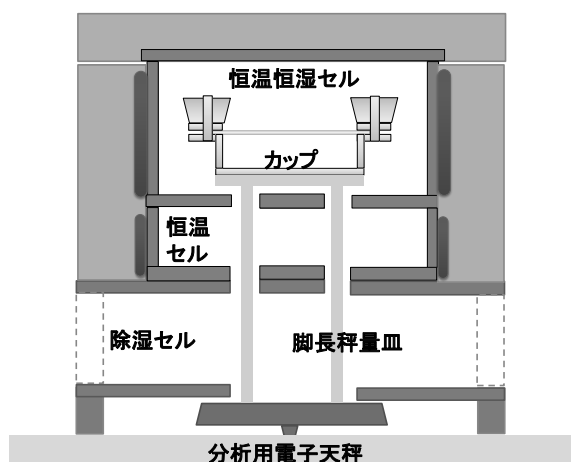 恒温恒湿セル
カップ
恒温
セル
除湿セル
脚長秤量皿
分析用電子天秤